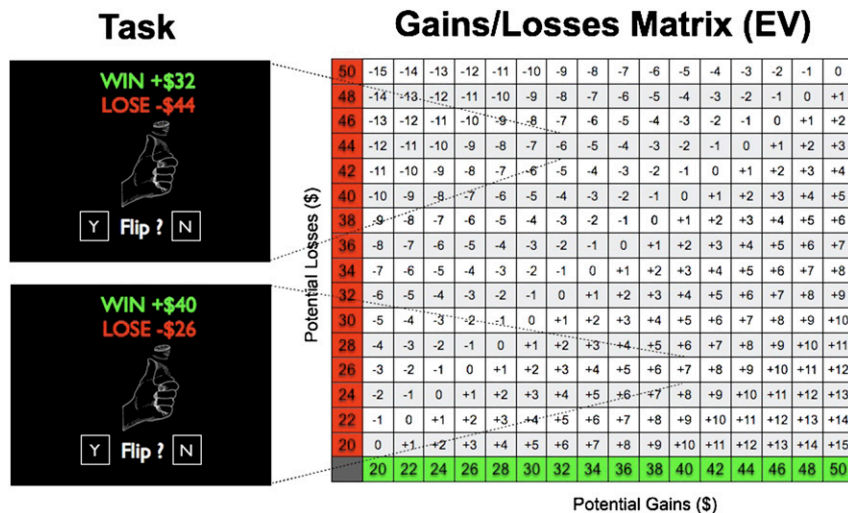 Task
WIN +$32
LOSE -$44
Y Flip ? N
WIN +$40
LOSE -$26
Y Flip ? N
Gains/Losses Matrix (EV)
Potential Losses ($)
50 -15 -14 -13 -12 -11 -10 -9 -8 -7 -6 -5 -4 -3 -2 -1 0
48 -14 -13 -12 -11 -10 -9 -8 -7 -6 -5 -4 -3 -2 -1 0 +1
46 -13 -12 -11 -10 -9 -8 -7 -6 -5 -4 -3 -2 -1 0 +1 +2
44 -12 -11 -10 -9 -8 -7 -6 -5 -4 -3 -2 -1 0 +1 +2 +3
42 -11 -10 -9 -8 -7 -6 -5 -4 -3 -2 -1 0 +1 +2 +3 +4
40 -10 -9 -8 -7 -6 -5 -4 -3 -2 -1 0 +1 +2 +3 +4 +5
38 -9 -8 -7 -6 -5 -4 -3 -2 -1 0 +1 +2 +3 +4 +5 +6
36 -8 -7 -6 -5 -4 -3 -2 -1 0 +1 +2 +3 +4 +5 +6 +7
34 -7 -6 -5 -4 -3 -2 -1 0 +1 +2 +3 +4 +5 +6 +7 +8
32 -6 -5 -4 -3 -2 -1 0 +1 +2 +3 +4 +5 +6 +7 +8 +9
30 -5 -4 -3 -2 -1 0 +1 +2 +3 +4 +5 +6 +7 +8 +9 +10
28 -4 -3 -2 -1 0 +1 +2 +3 +4 +5 +6 +7 +8 +9 +10 +11
26 -3 -2 -1 0 +1 +2 +3 +4 +5 +6 +7 +8 +9 +10 +11 +12
24 -2 -1 0 +1 +2 +3 +4 +5 +6 +7 +8 +9 +10 +11 +12 +13
22 -1 0 +1 +2 +3 +4 +5 +6 +7 +8 +9 +10 +11 +12 +13 +14
20 0 +1 +2 +3 +4 +5 +6 +7 +8 +9 +10 +11 +12 +13 +14 +15
20 22 24 26 28 30 32 34 36 38 40 42 44 46 48 50
Potential Gains ($)